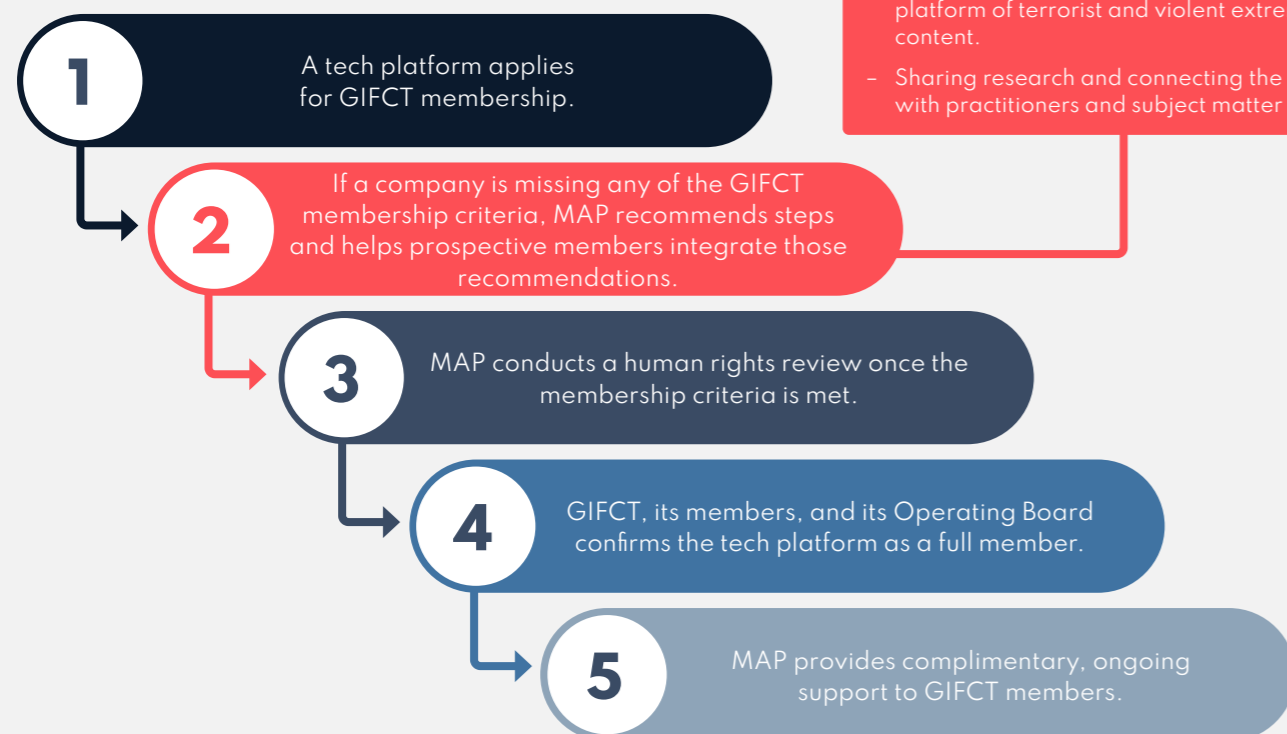 platform of terrorist and violent extre
content.
– Sharing research and connecting the
with practitioners and subject matter
1
A tech platform applies
for GIFCT membership.
2
If a company is missing any of the GIFCT
membership criteria, MAP recommends steps
and helps prospective members integrate those
recommendations.
3
MAP conducts a human rights review once the
membership criteria is met.
4
GIFCT, its members, and its Operating Board
confirms the tech platform as a full member.
5
MAP provides complimentary, ongoing
support to GIFCT members.